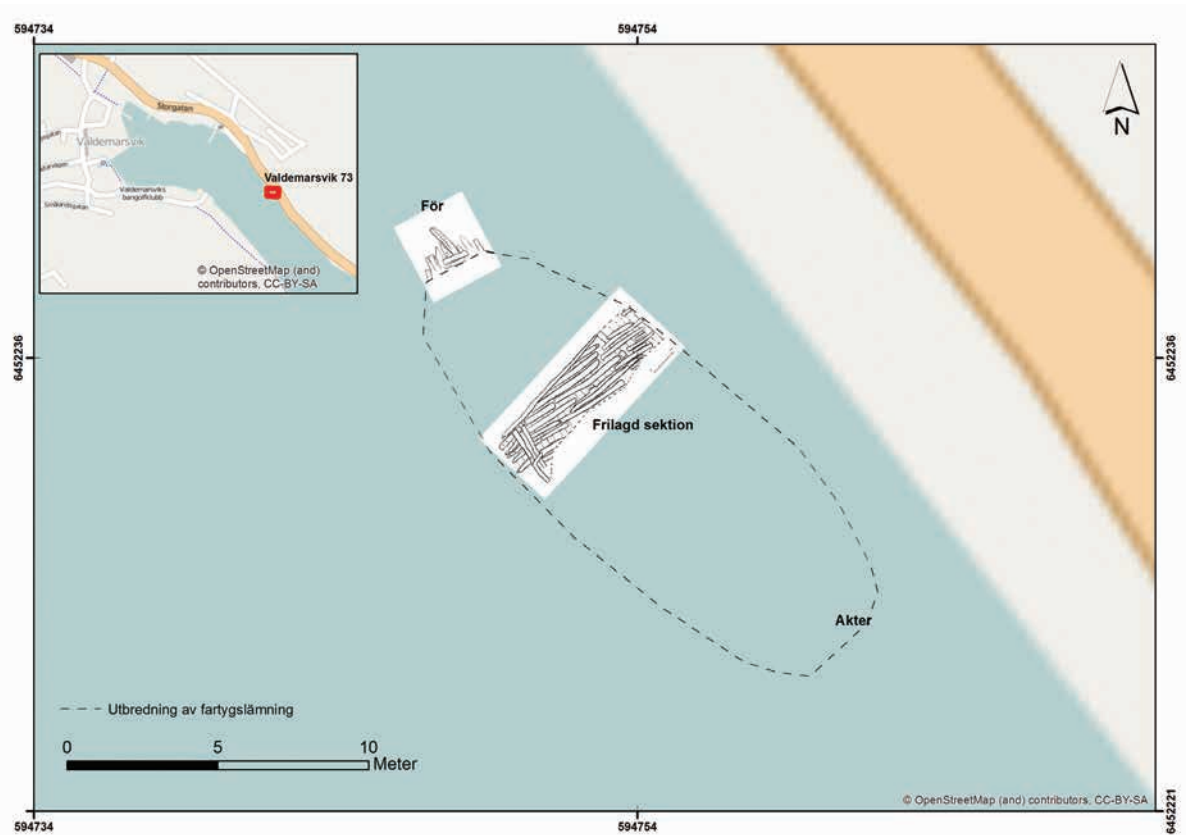 594734
594754
Storgatan
Valdemarsvik
Valdemarsvik 73
Valdemarsviks
bangolfklubb
© OpenStreetMap (and)
contributors, CC-BY-SA
N
För
6452236
6452236
Frilagd sektion
Akter
Utbredning av fartygslämning
0 5 10
Meter
© OpenStreetMap (and) contributors, CC-BY-SA
6452221
594734
594754